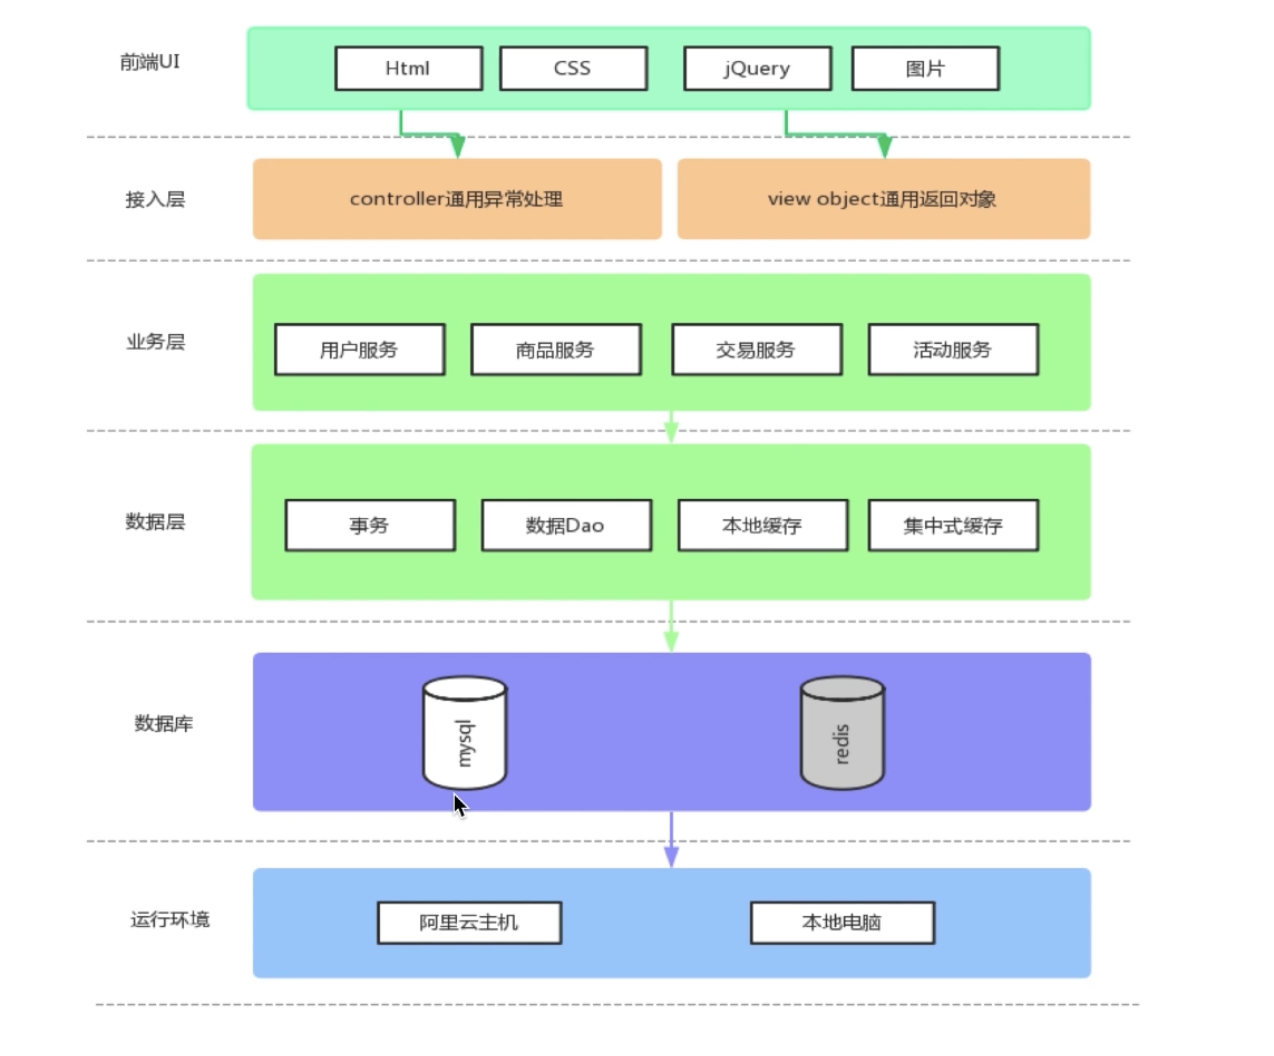 前端UI
Html
CSS
jQuery
图片
接入层
controller通用异常处理
view object通用返回对象
业务层
用户服务
商品服务
交易服务
活动服务
数据层
事务
数据Dao
本地缓存
集中式缓存
数据库
mysql
redis
运行环境
阿里云主机
本地电脑